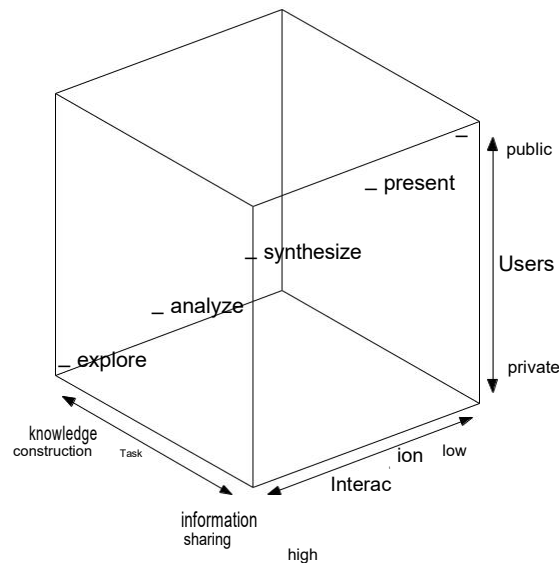 public
present
synthesize
Users
analyze
explore
private
knowledge
construction
Task
low
ion
Interac
information
sharing
high